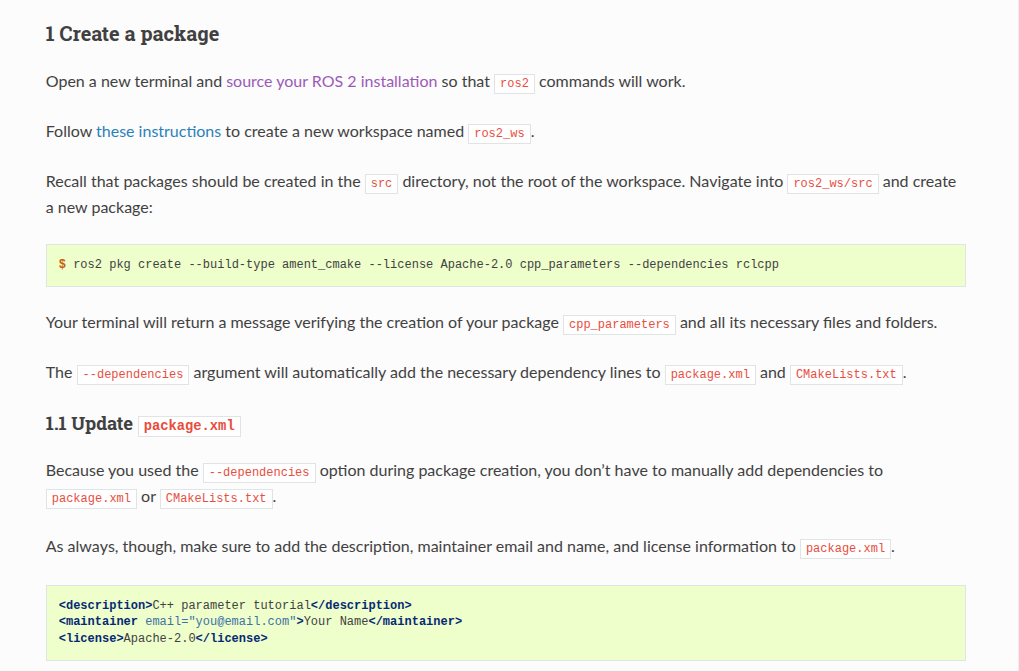 1 Create a package
Open a new terminal and source your ROS 2 installation so that ros2 commands will work.
Follow these instructions to create a new workspace named ros2_ws.
Recall that packages should be created in the src directory, not the root of the workspace. Navigate into ros2_ws/src and create
a new package:
$ ros2 pkg create --build-type ament_cmake --license Apache-2.0 cpp_parameters --dependencies rclcpp
Your terminal will return a message verifying the creation of your package cpp_parameters and all its necessary files and folders.
The --dependencies argument will automatically add the necessary dependency lines to package.xml and CMakeLists.txt.
1.1 Update package.xml
Because you used the --dependencies option during package creation, you don’t have to manually add dependencies to
package.xml or CMakeLists.txt.
As always, though, make sure to add the description, maintainer email and name, and license information to package.xml.
<description>C++ parameter tutorial</description>
<maintainer email="you@email.com">Your Name</maintainer>
<license>Apache-2.0</license>